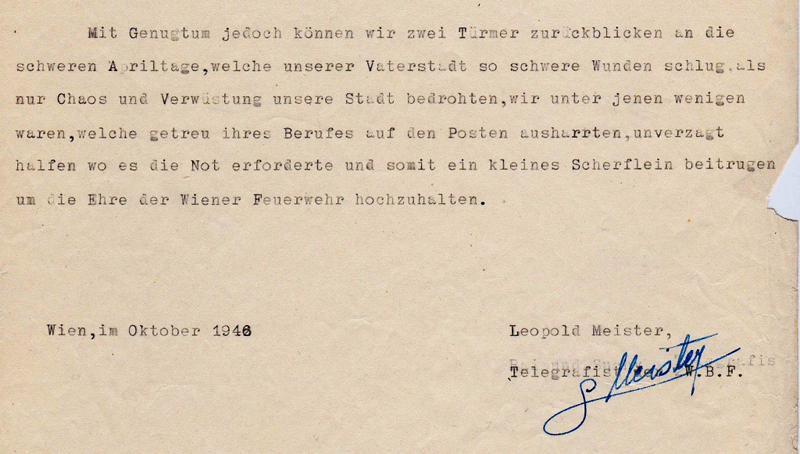 Mit Genugtum jedoch können wir zwei Türmer zurückblicken an die
schweren Apriltage,welche unserer Vaterstadt so schwere Wunden schlug,als
nur Chaos und Verwüstung unsere Stadt bedrohten,wir unter jenen wenigen
waren,welche getreu ihres Berufes auf den Posten ausharrten,unverzagt
halfen wo es die Not erforderte und somit ein kleines Scherflein beitrugen
um die Ehre der Wiener Feuerwehr hochzuhalten.
Wien,im Oktober 1946
Leopold Meister,
Telegrafist W.B.F.
L Meister